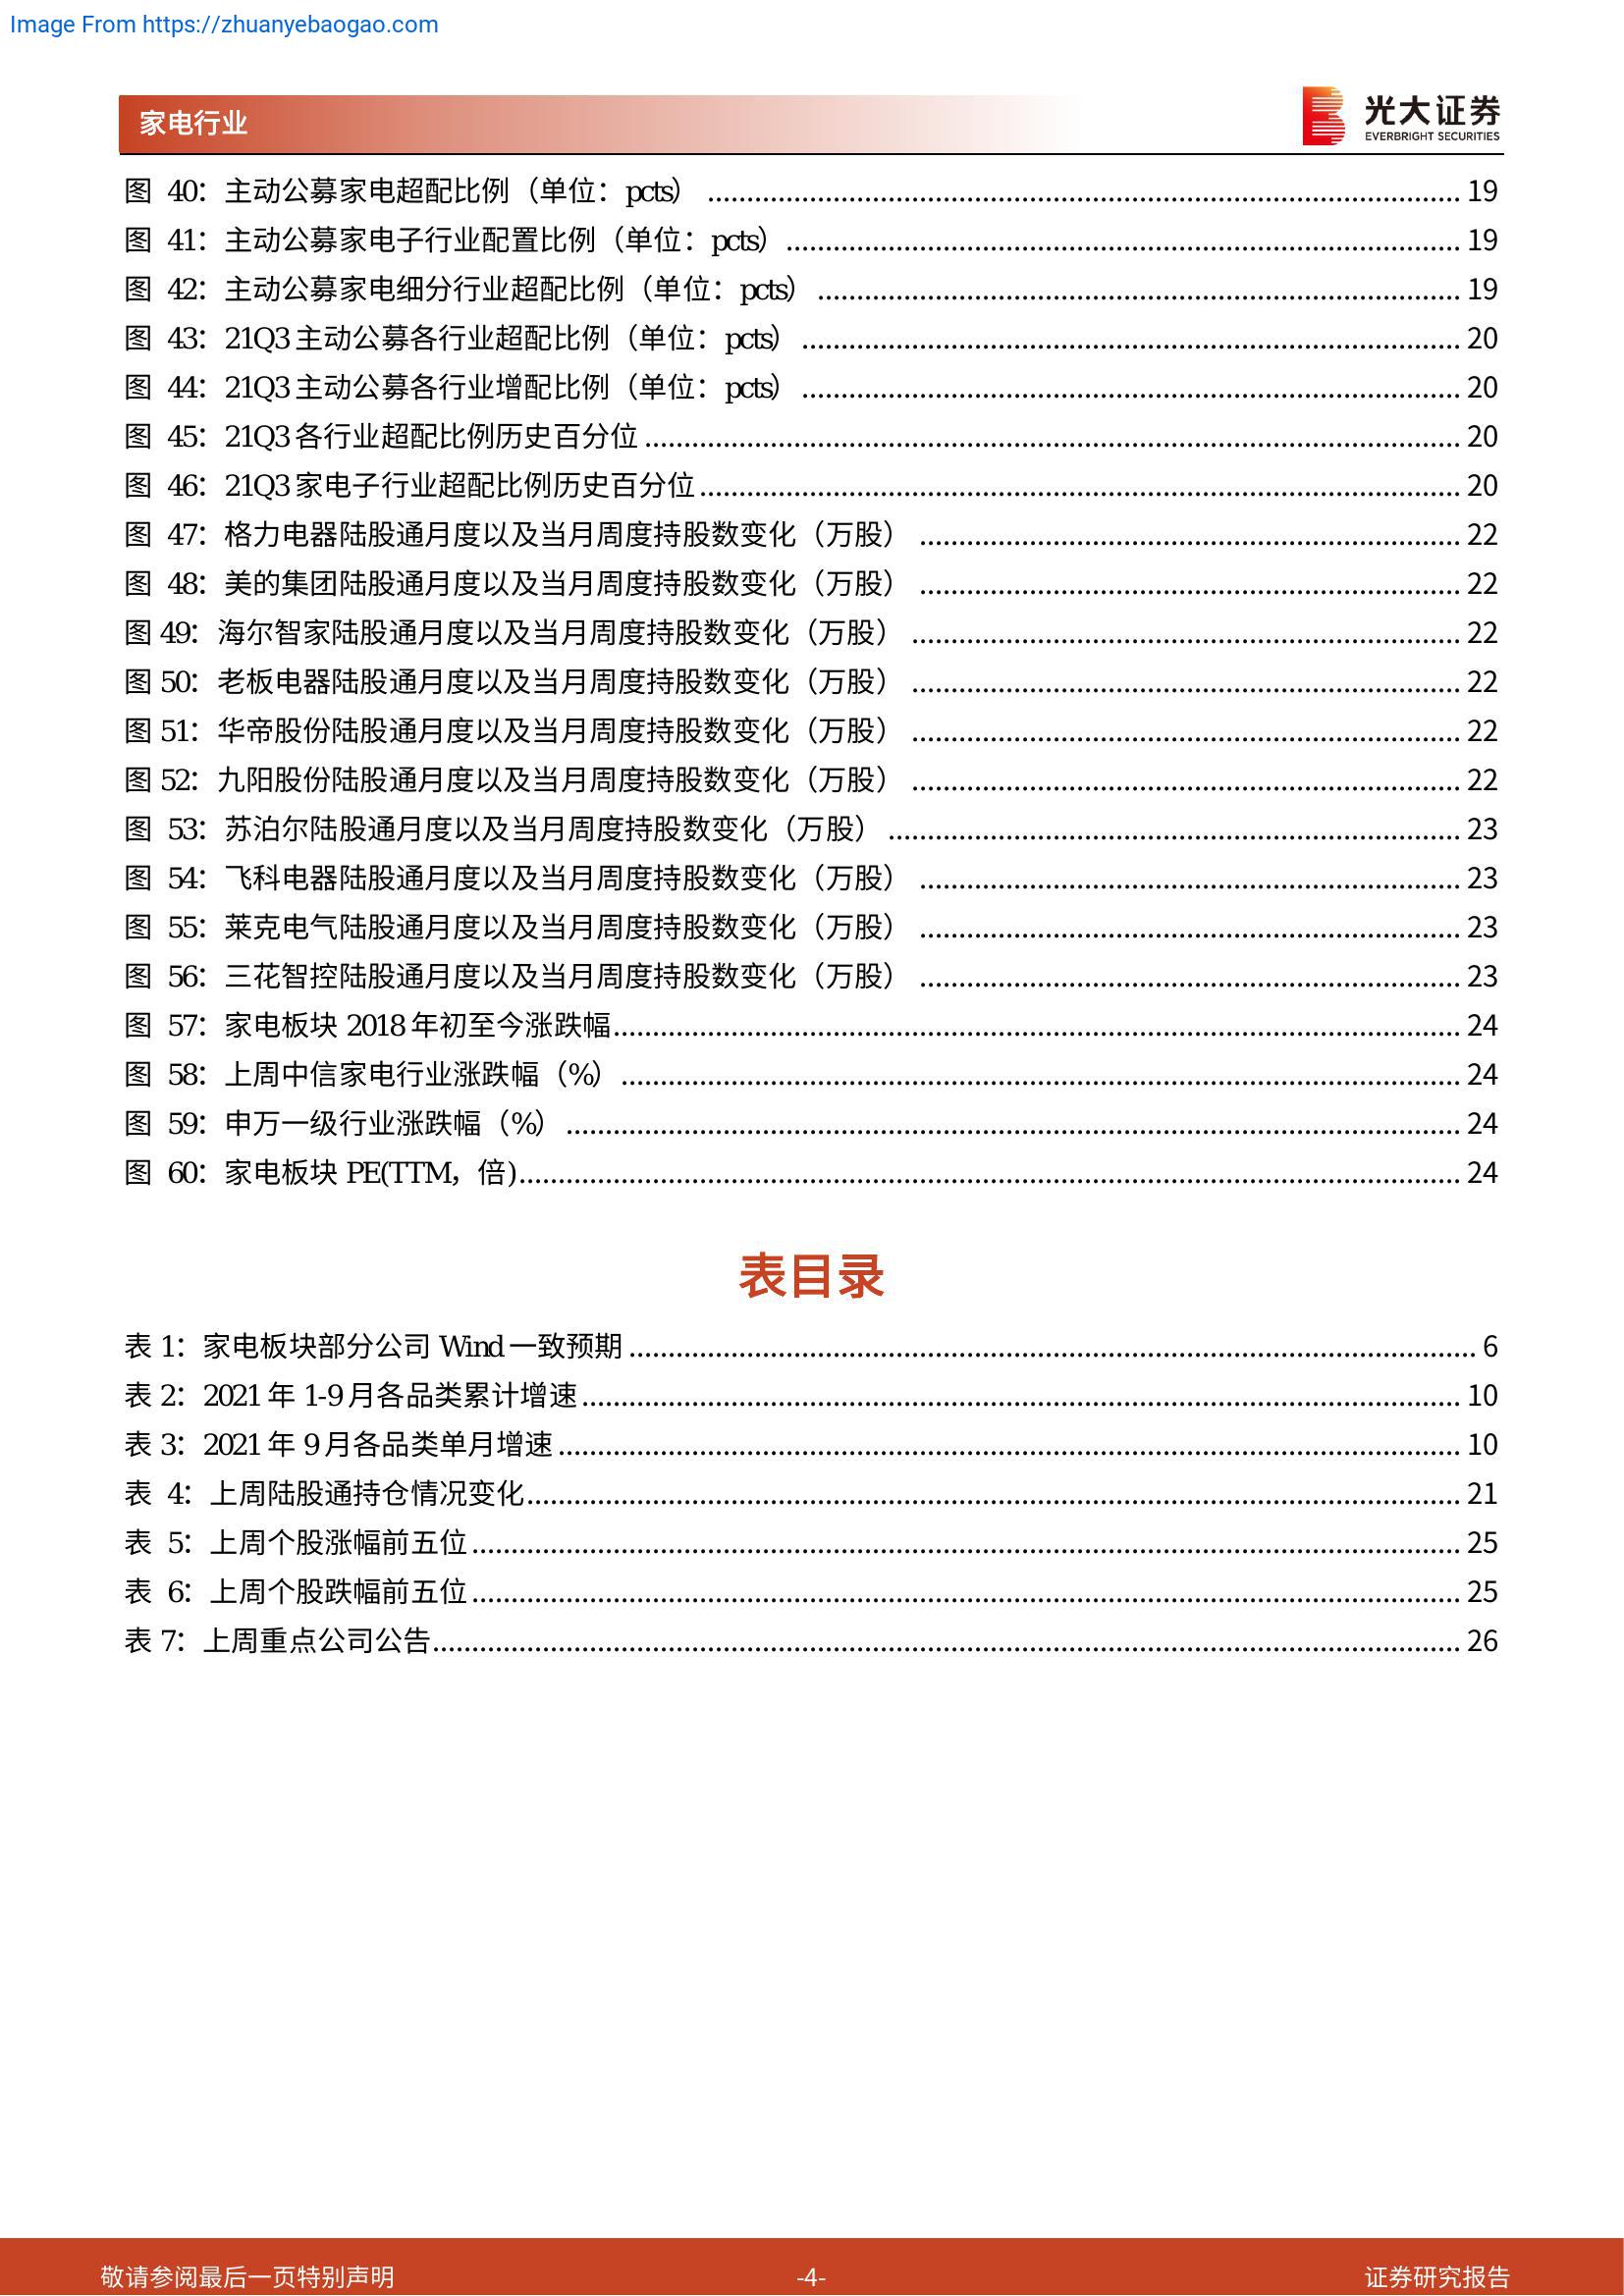 Image From https://zhuanyebaogao.com
家电行业
光大证券
EVERBRIGHT SECURITIES
图 40：主动公募家电超配比例（单位：pcts） ........ 19
图 41：主动公募家电子行业配置比例（单位：pcts） ........ 19
图 42：主动公募家电细分行业超配比例（单位：pcts） ........ 19
图 43：21Q3 主动公募各行业超配比例（单位：pcts） ........ 20
图 44：21Q3 主动公募各行业增配比例（单位：pcts） ........ 20
图 45：21Q3 各行业超配比例历史百分位 ........ 20
图 46：21Q3 家电子行业超配比例历史百分位 ........ 20
图 47：格力电器陆股通月度以及当月周度持股数变化（万股） ........ 22
图 48：美的集团陆股通月度以及当月周度持股数变化（万股） ........ 22
图 49：海尔智家陆股通月度以及当月周度持股数变化（万股） ........ 22
图 50：老板电器陆股通月度以及当月周度持股数变化（万股） ........ 22
图 51：华帝股份陆股通月度以及当月周度持股数变化（万股） ........ 22
图 52：九阳股份陆股通月度以及当月周度持股数变化（万股） ........ 22
图 53：苏泊尔陆股通月度以及当月周度持股数变化（万股） ........ 23
图 54：飞科电器陆股通月度以及当月周度持股数变化（万股） ........ 23
图 55：莱克电气陆股通月度以及当月周度持股数变化（万股） ........ 23
图 56：三花智控陆股通月度以及当月周度持股数变化（万股） ........ 23
图 57：家电板块 2018 年初至今涨跌幅 ........ 24
图 58：上周中信家电行业涨跌幅（%） ........ 24
图 59：申万一级行业涨跌幅（%） ........ 24
图 60：家电板块 PE(TTM，倍) ........ 24
表目录
表 1：家电板块部分公司 Wind 一致预期 ........ 6
表 2：2021 年 1-9 月各品类累计增速 ........ 10
表 3：2021 年 9 月各品类单月增速 ........ 10
表 4：上周陆股通持仓情况变化 ........ 21
表 5：上周个股涨幅前五位 ........ 25
表 6：上周个股跌幅前五位 ........ 25
表 7：上周重点公司公告 ........ 26
敬请参阅最后一页特别声明
-4-
证券研究报告